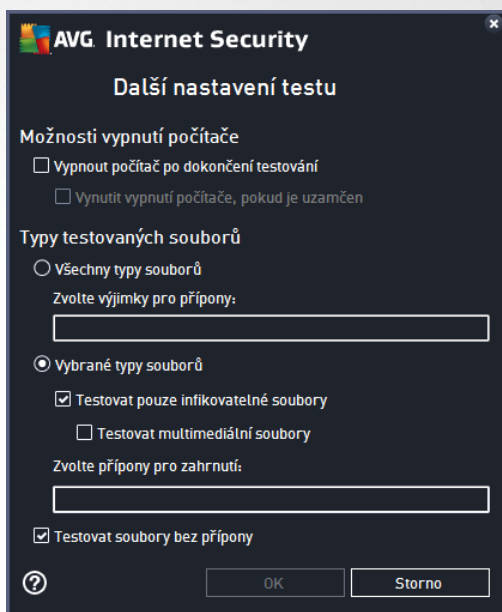 AVG Internet Security
Další nastavení testu
Možnosti vypnutí počítače
Vypnout počítač po dokončení testování
Vynutit vypnutí počítače, pokud je uzamčen
Typy testovaných souborů
Všechny typy souborů
Zvolte výjimky pro přípony:
Vybrané typy souborů
Testovat pouze infikovatelné soubory
Testovat multimediální soubory
Zvolte přípony pro zahrnutí:
Testovat soubory bez přípony
? OK Storno